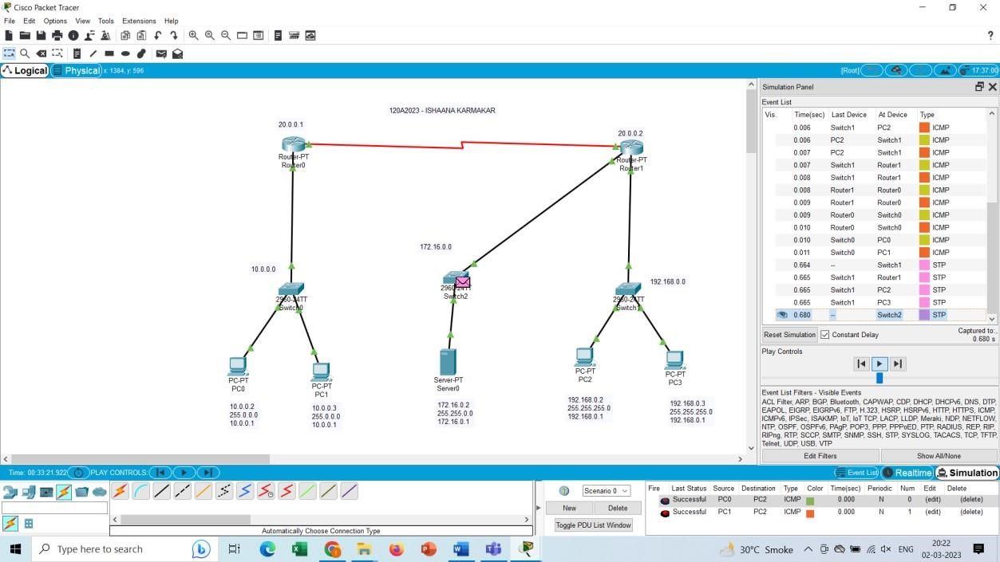 Cisco Packet Tracer
File Edit Options View Tools Extensions Help
?
Logical Physical x: 1384, y: 596 [Root] 17:37:00
120A2023 - ISHAANA KARMAKAR
20.0.0.1
20.0.0.2
Router-PT
Router0
Router-PT
Router1
172.16.0.0
10.0.0.0
192.168.0.0
2960-24TT
Switch0
2960-24TT
Switch2
2960-24TT
Switch1
PC-PT
PC0
PC-PT
PC1
Server-PT
Server0
PC-PT
PC2
PC-PT
PC3
10.0.0.2
255.0.0.0
10.0.0.1
10.0.0.3
255.0.0.0
10.0.0.1
172.16.0.2
255.255.0.0
172.16.0.1
192.168.0.2
255.255.255.0
192.168.0.1
192.168.0.3
255.255.255.0
192.168.0.1
Simulation Panel
Event List
Vis. Time(sec) Last Device At Device Type
0.006 Switch1 PC2 ICMP
0.006 PC2 Switch1 ICMP
0.007 PC2 Switch1 ICMP
0.007 Switch1 Router1 ICMP
0.008 Switch1 Router1 ICMP
0.008 Router1 Router0 ICMP
0.009 Router1 Router0 ICMP
0.009 Router0 Switch0 ICMP
0.010 Router0 Switch0 ICMP
0.010 Switch0 PC0 ICMP
0.011 Switch0 PC1 ICMP
0.664 -- Switch1 STP
0.665 Switch1 Router1 STP
0.665 Switch1 PC2 STP
0.665 Switch1 PC3 STP
0.680 -- Switch2 STP
Reset Simulation Constant Delay Captured to:
0.680 s
Play Controls
Event List Filters - Visible Events
ACL Filter, ARP, BGP, Bluetooth, CAPWAP, CDP, DHCP, DHCPv6, DNS, DTP,
EAPOL, EIGRP, EIGRPv6, FTP, H.323, HSRP, HSRPv6, HTTP, HTTPS, ICMP,
ICMPv6, IPSec, ISAKMP, IoT, IoT TCP, LACP, LLDP, Meraki, NDP, NETFLOW,
NTP, OSPF, OSPFv6, PAgP, POP3, PPP, PPPoED, PTP, RADIUS, REP, RIP,
RIPng, RTP, SCCP, SMTP, SNMP, SSH, STP, SYSLOG, TACACS, TCP, TFTP,
Telnet, UDP, USB, VTP
Edit Filters Show All/None
Time: 00:33:21.922 PLAY CONTROLS: Event List Realtime Simulation
Scenario 0
New Delete
Toggle PDU List Window
Fire Last Status Source Destination Type Color Time(sec) Periodic Num Edit Delete
Successful PC0 PC2 ICMP 0.000 N 0 (edit) (delete)
Successful PC1 PC2 ICMP 0.000 N 1 (edit) (delete)
Automatically Choose Connection Type
Type here to search
30°C Smoke ENG
20:22
02-03-2023